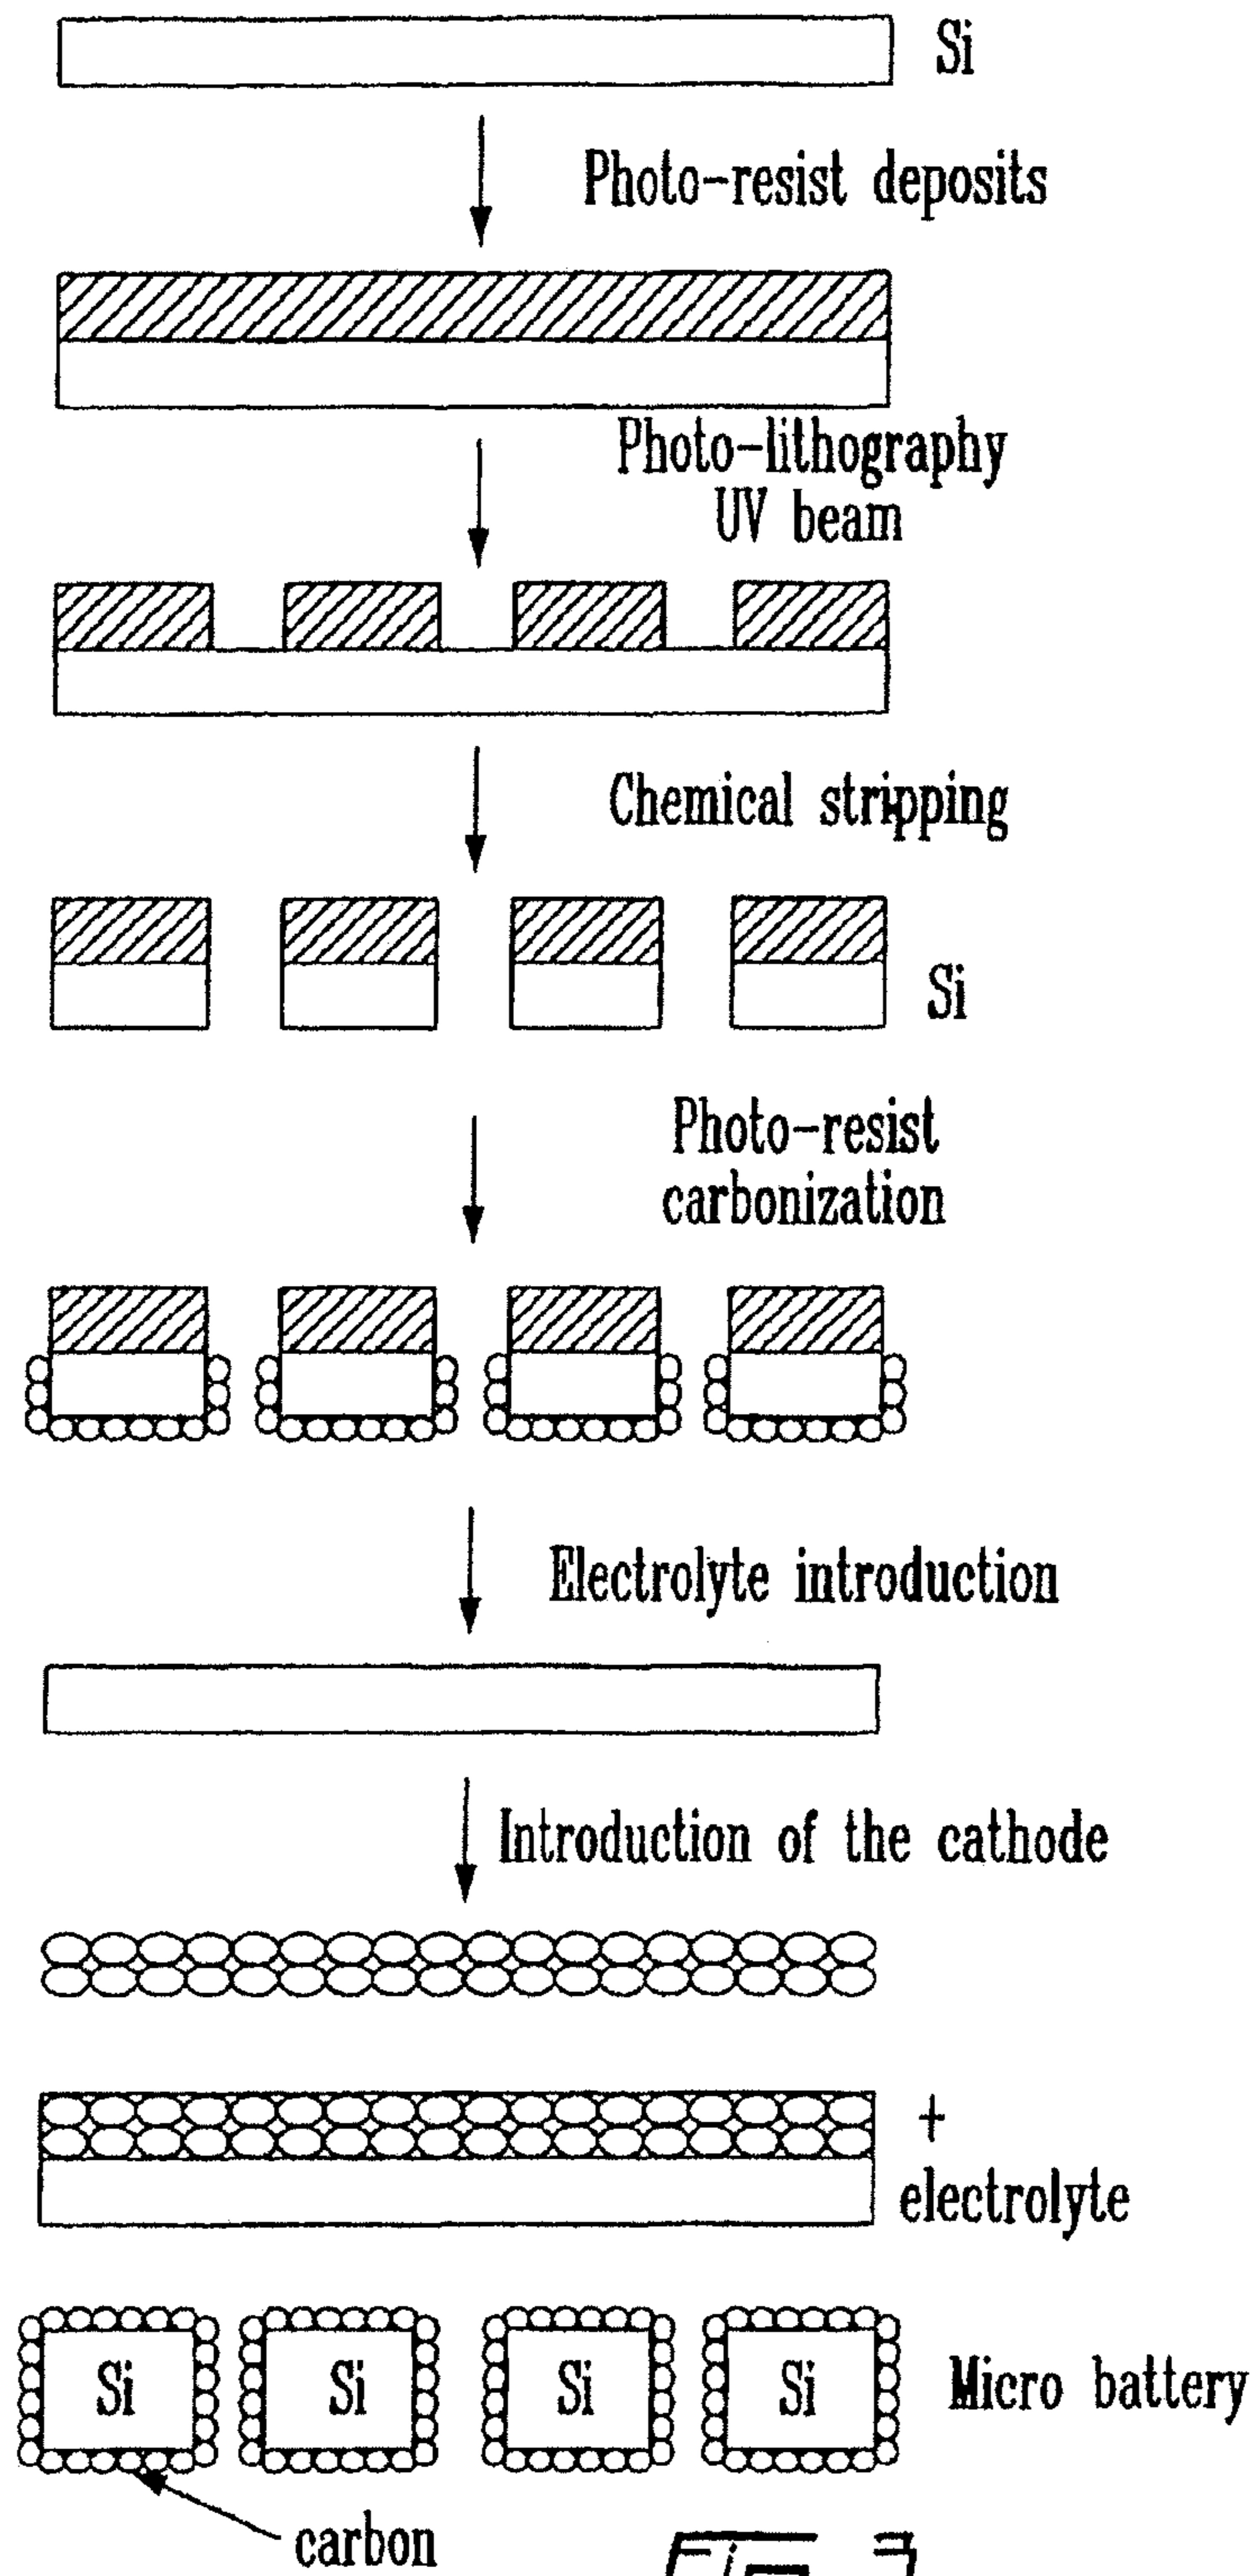 Si
Photo-resist deposits
Photo-lithography
UV beam
Chemical stripping
Si
Photo-resist
carbonization
Electrolyte introduction
Introduction of the cathode
+
electrolyte
Si Si Si Si
Micro battery
carbon